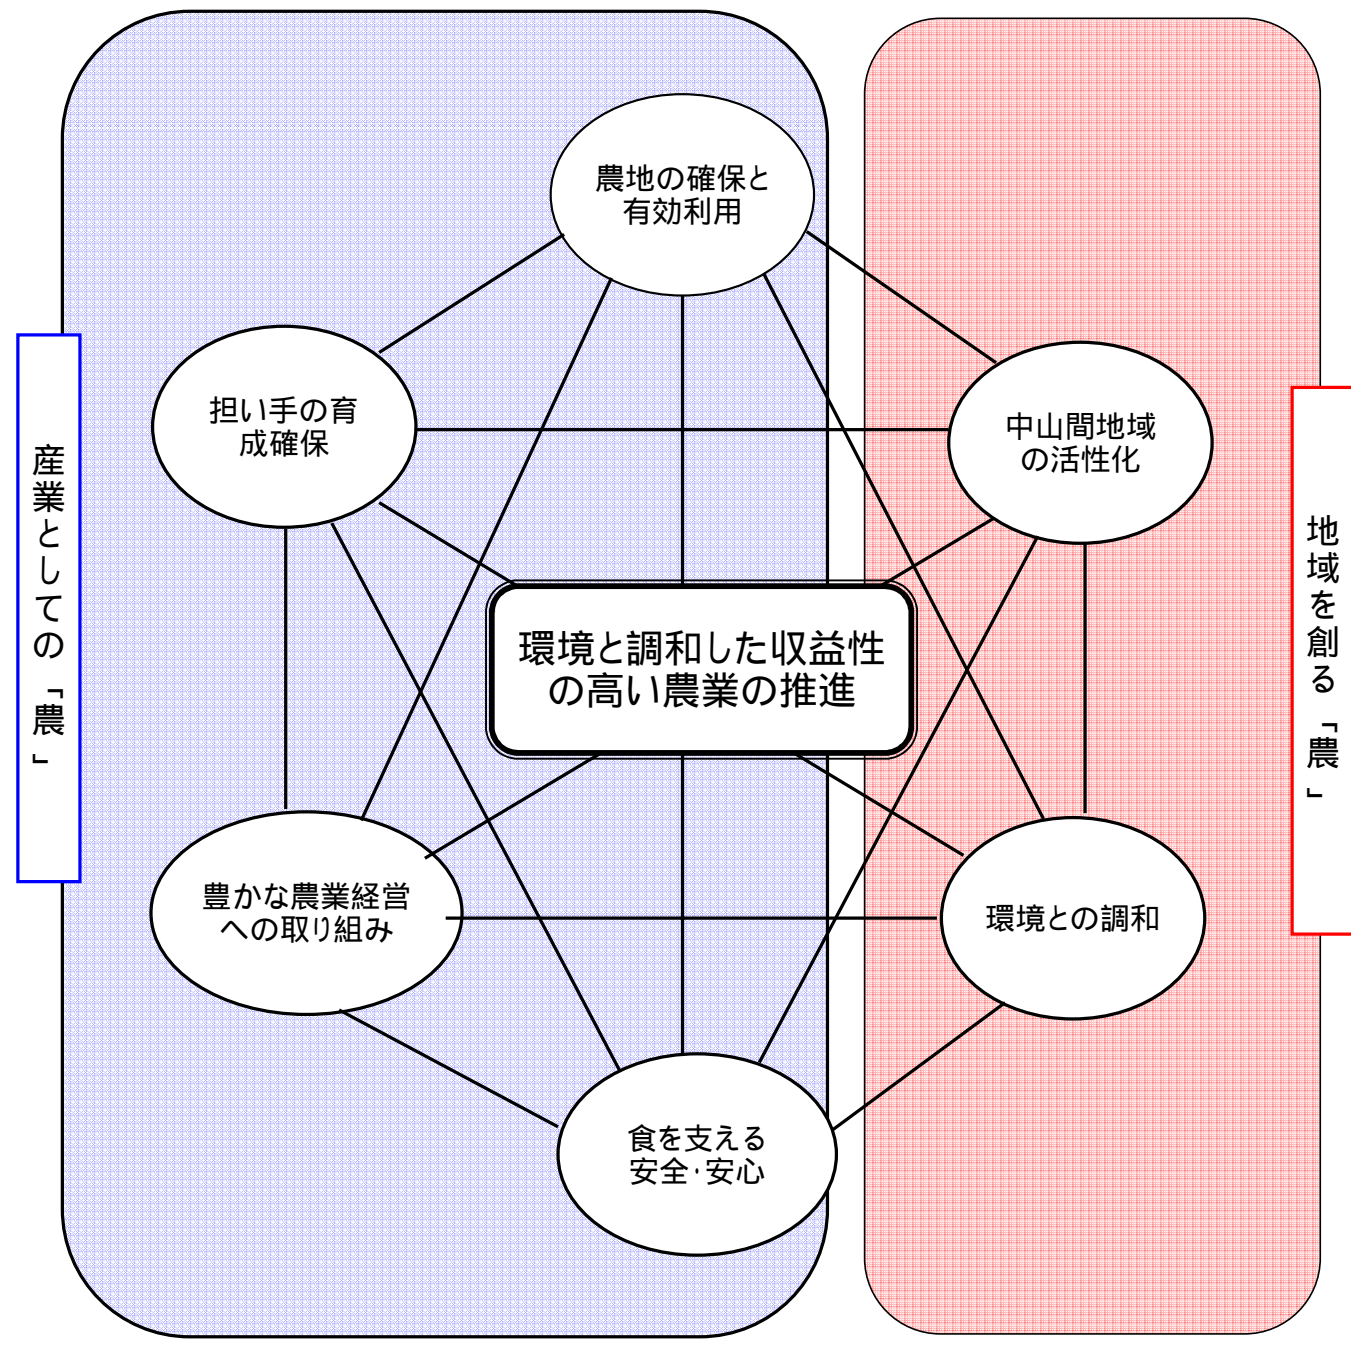 農地の確保と
有効利用
担い手の育
成確保
中山間地域
の活性化
産業としての「農」
地域を創る「農」
環境と調和した収益性
の高い農業の推進
豊かな農業経営
への取り組み
環境との調和
食を支える
安全・安心